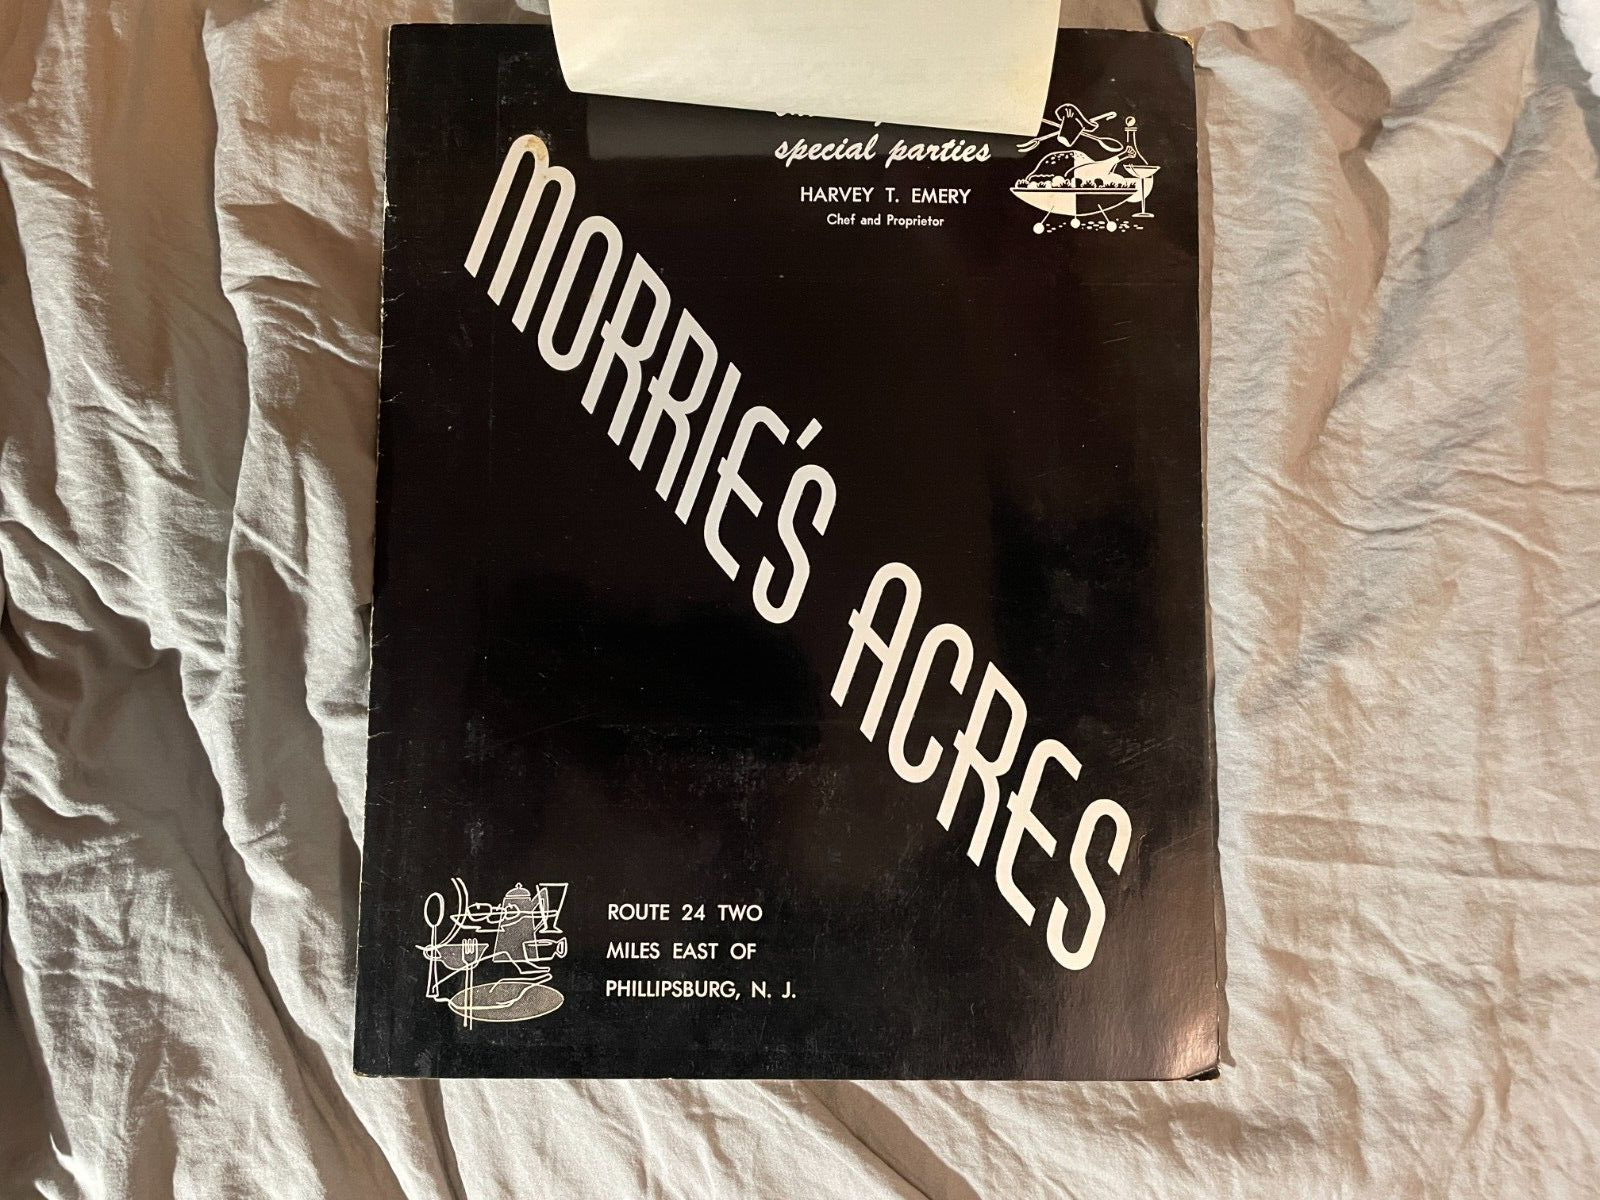 special parties
HARVEY T. EMERY
Chef and Proprietor
MORRIE'S ACRES
ROUTE 24 TWO
MILES EAST OF
PHILLIPSBURG, N. J.